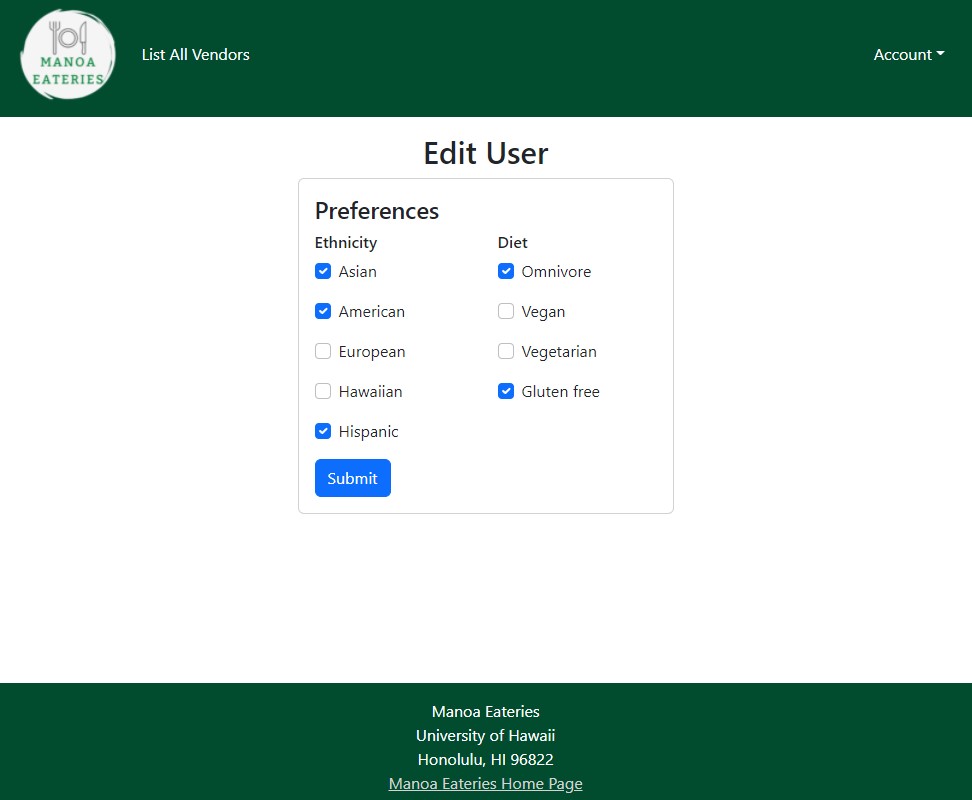 MANOA
EATERIES
List All Vendors
Account
Edit User
Preferences
Ethnicity
Asian
American
European
Hawaiian
Hispanic
Diet
Omnivore
Vegan
Vegetarian
Gluten free
Submit
Manoa Eateries
University of Hawaii
Honolulu, HI 96822
Manoa Eateries Home Page